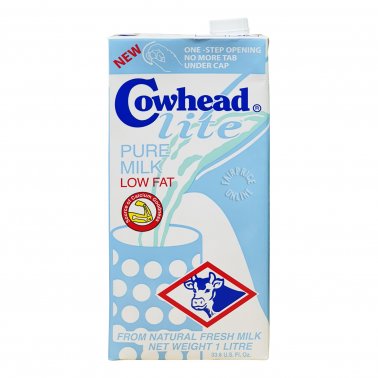 NEW
ONE -STEP OPENING
NO MORE TAB
UNDER CAP
Cowhead®
lite
PURE
MILK
LOW FAT
FROM NATURAL FRESH MILK
NET WEIGHT 1 LITRE
33.8 U.S. Fl. Oz.